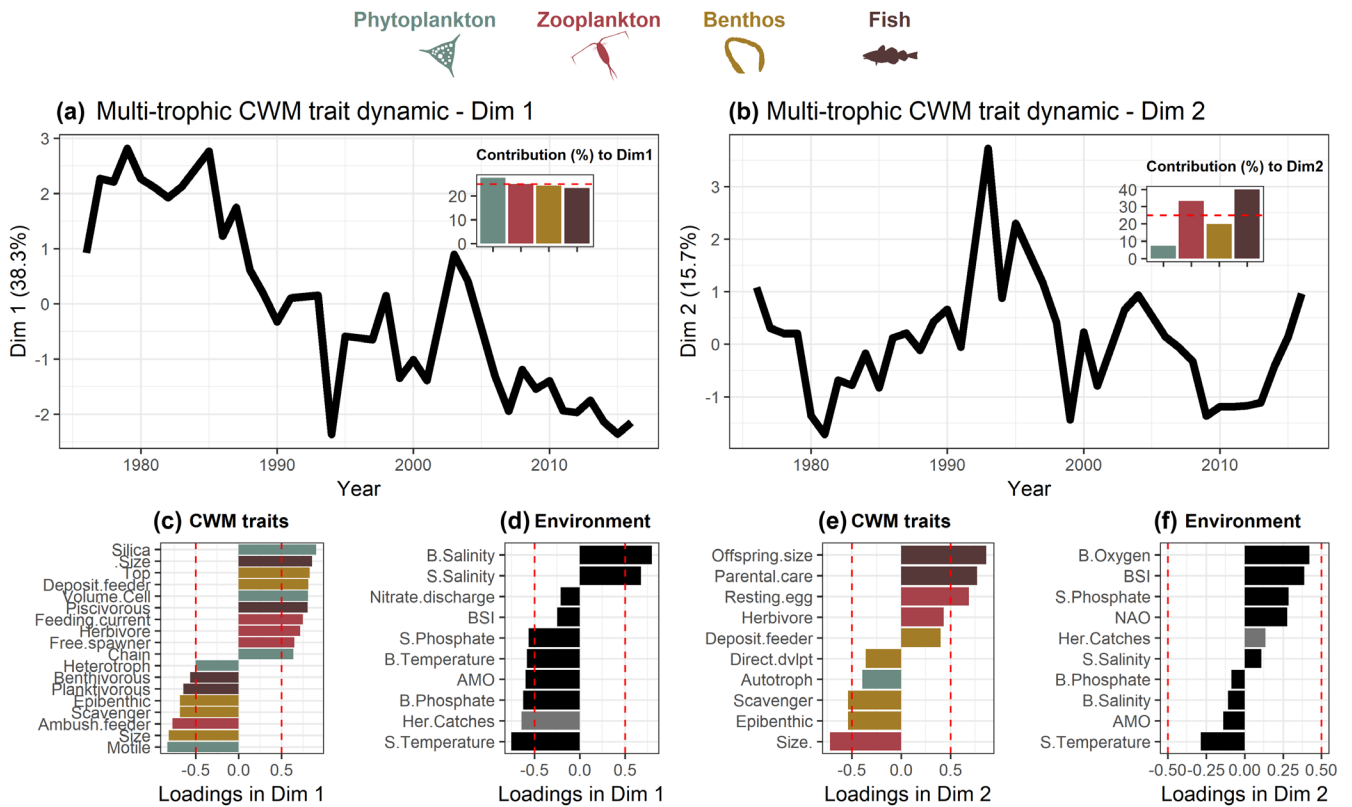 Phytoplankton Zooplankton Benthos Fish
(a) Multi-trophic CWM trait dynamic - Dim 1
Contribution (%) to Dim1
20
10
0
3
2
1
0
-1
-2
Dim 1 (38.3%)
1980 1990 2000 2010
Year
(b) Multi-trophic CWM trait dynamic - Dim 2
Contribution (%) to Dim2
40
30
20
10
0
3
2
1
0
-1
Dim 2 (15.7%)
1980 1990 2000 2010
Year
(c) CWM traits
Silica
.Size
Top
Deposit.feeder
Volume.Cell
Piscivorous
Feeding.current
Herbivore
Free.spawner
Chain
Heterotroph
Benthivorous
Planktivorous
Epibenthic
Scavenger
Ambush.feeder
Size
Motile
-0.5 0.0 0.5
Loadings in Dim 1
(d) Environment
B.Salinity
S.Salinity
Nitrate.discharge
BSI
S.Phosphate
B.Temperature
AMO
B.Phosphate
Her.Catches
S.Temperature
-0.5 0.0 0.5
Loadings in Dim 1
(e) CWM traits
Offspring.size
Parental.care
Resting.egg
Herbivore
Deposit.feeder
Direct.dvlpt
Autotroph
Scavenger
Epibenthic
Size.
-0.5 0.0 0.5
Loadings in Dim 2
(f) Environment
B.Oxygen
BSI
S.Phosphate
NAO
Her.Catches
S.Salinity
B.Phosphate
B.Salinity
AMO
S.Temperature
-0.50 -0.25 0.00 0.25 0.50
Loadings in Dim 2